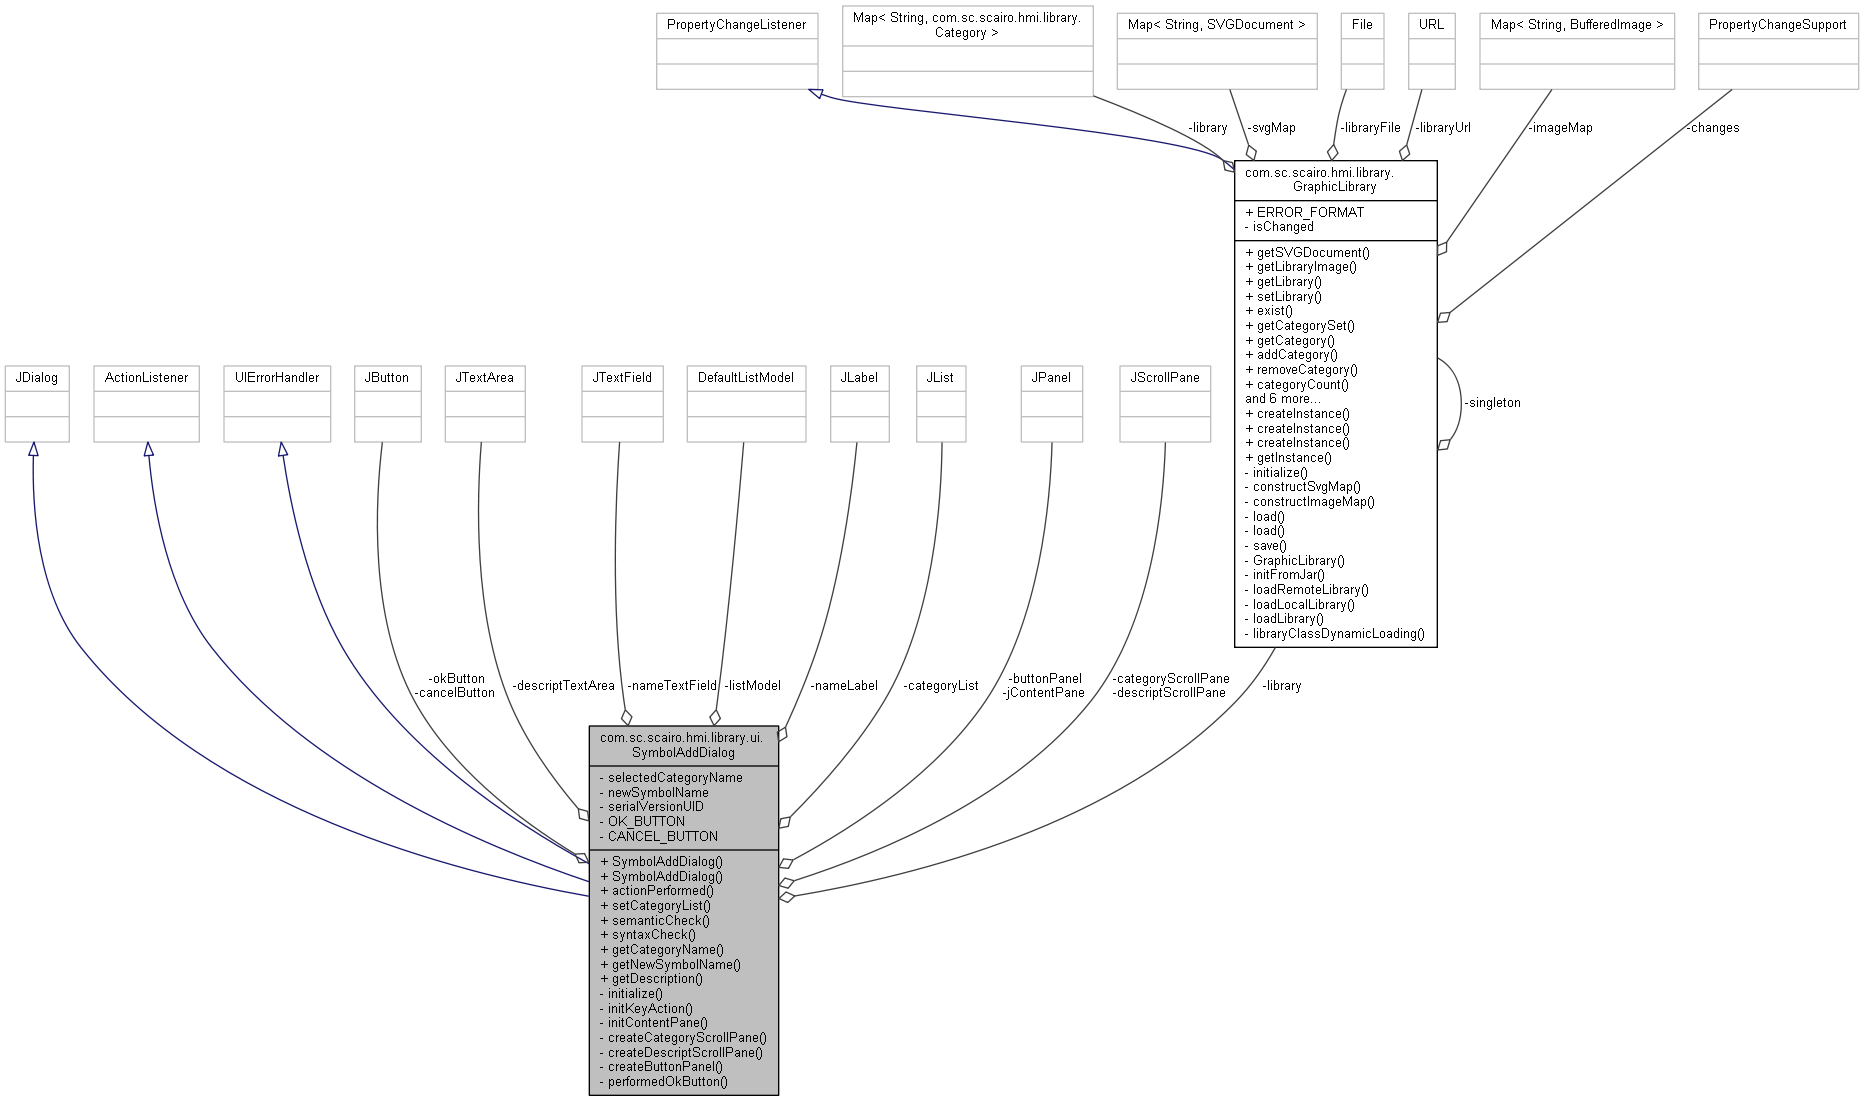 PropertyChangeListener
Map< String, com.sc.scairo.hmi.library.
Category >
Map< String, SVGDocument >
File
URL
Map< String, BufferedImage >
PropertyChangeSupport
-library
-svgMap
-libraryFile
-libraryUrl
-imageMap
-changes
com.sc.scairo.hmi.library.
GraphicLibrary
+ ERROR_FORMAT
- isChanged
+ getSVGDocument()
+ getLibraryImage()
+ getLibrary()
+ setLibrary()
+ exist()
+ getCategorySet()
+ getCategory()
+ addCategory()
+ removeCategory()
+ categoryCount()
and 6 more...
+ createInstance()
+ createInstance()
+ createInstance()
+ getInstance()
- initialize()
- constructSvgMap()
- constructImageMap()
- load()
- load()
- save()
- GraphicLibrary()
- initFromJar()
- loadRemoteLibrary()
- loadLocalLibrary()
- loadLibrary()
- libraryClassDynamicLoading()
-singleton
JDialog
ActionListener
UIErrorHandler
JButton
JTextArea
JTextField
DefaultListModel
JLabel
JList
JPanel
JScrollPane
-okButton
-cancelButton
-descriptTextArea
-nameTextField
-listModel
-nameLabel
-categoryList
-buttonPanel
-jContentPane
-categoryScrollPane
-descriptScrollPane
-library
com.sc.scairo.hmi.library.ui.
SymbolAddDialog
- selectedCategoryName
- newSymbolName
- serialVersionUID
- OK_BUTTON
- CANCEL_BUTTON
+ SymbolAddDialog()
+ SymbolAddDialog()
+ actionPerformed()
+ setCategoryList()
+ semanticCheck()
+ syntaxCheck()
+ getCategoryName()
+ getNewSymbolName()
+ getDescription()
- initialize()
- initKeyAction()
- initContentPane()
- createCategoryScrollPane()
- createDescriptScrollPane()
- createButtonPanel()
- performedOkButton()